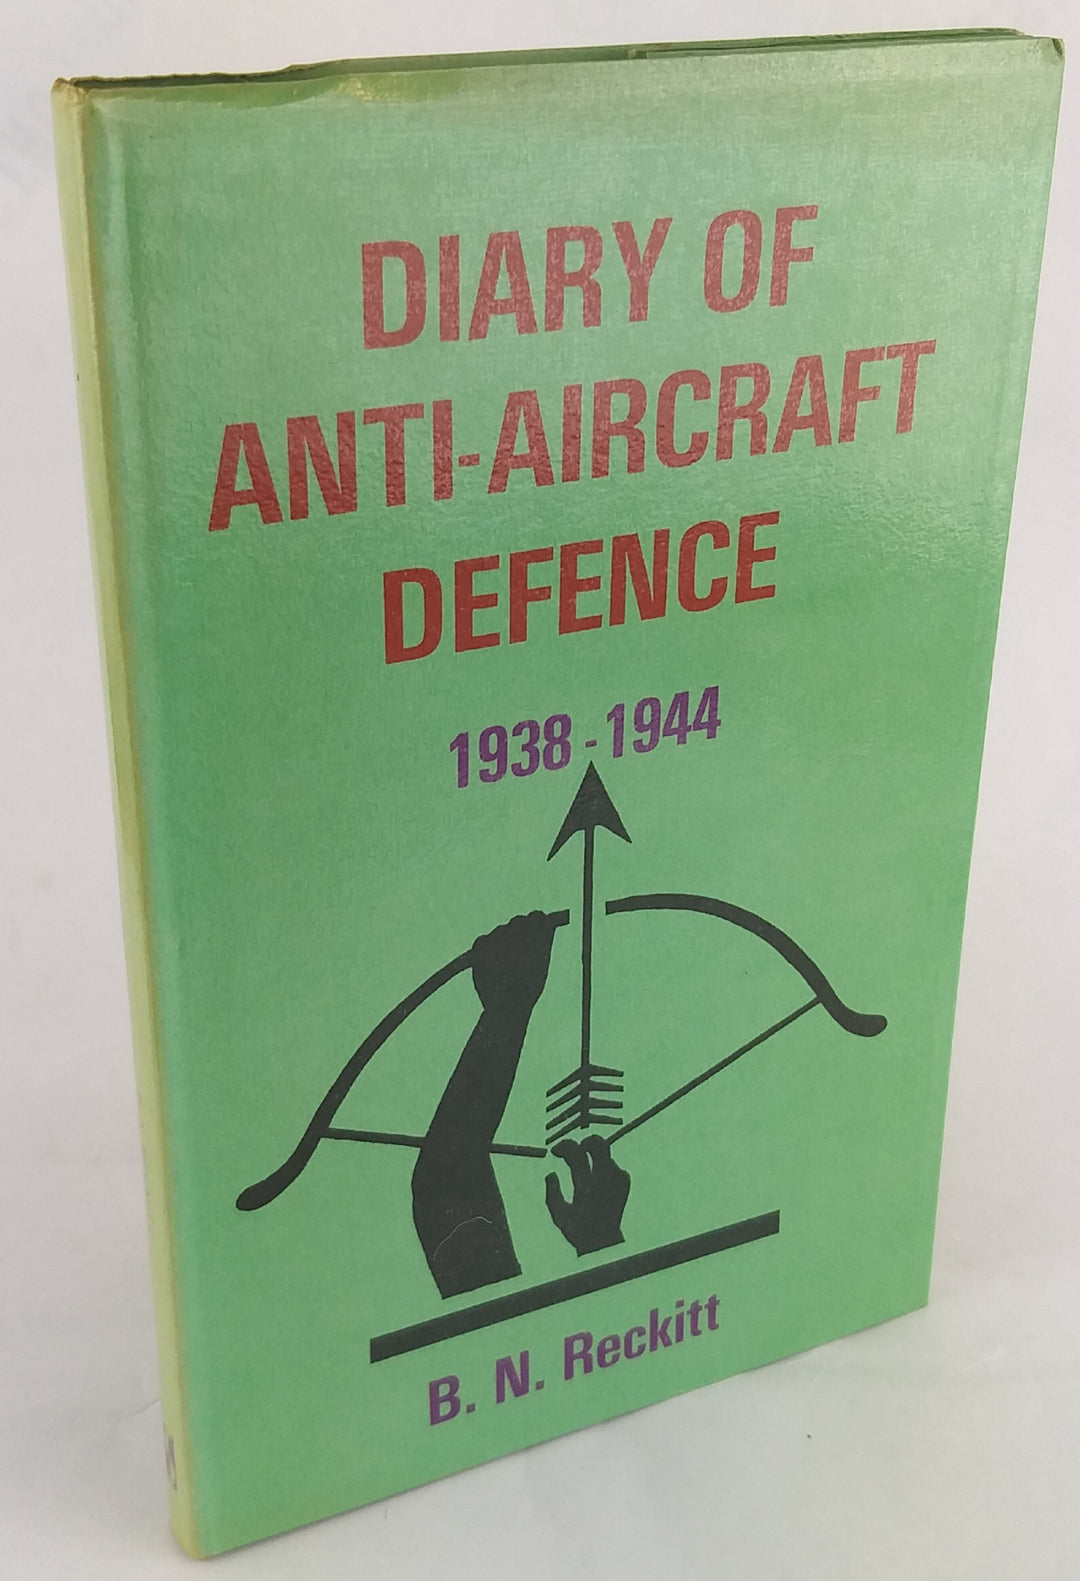 DIARY OF
ANTI-AIRCRAFT
DEFENCE
1938-1944
B. N. Reckitt